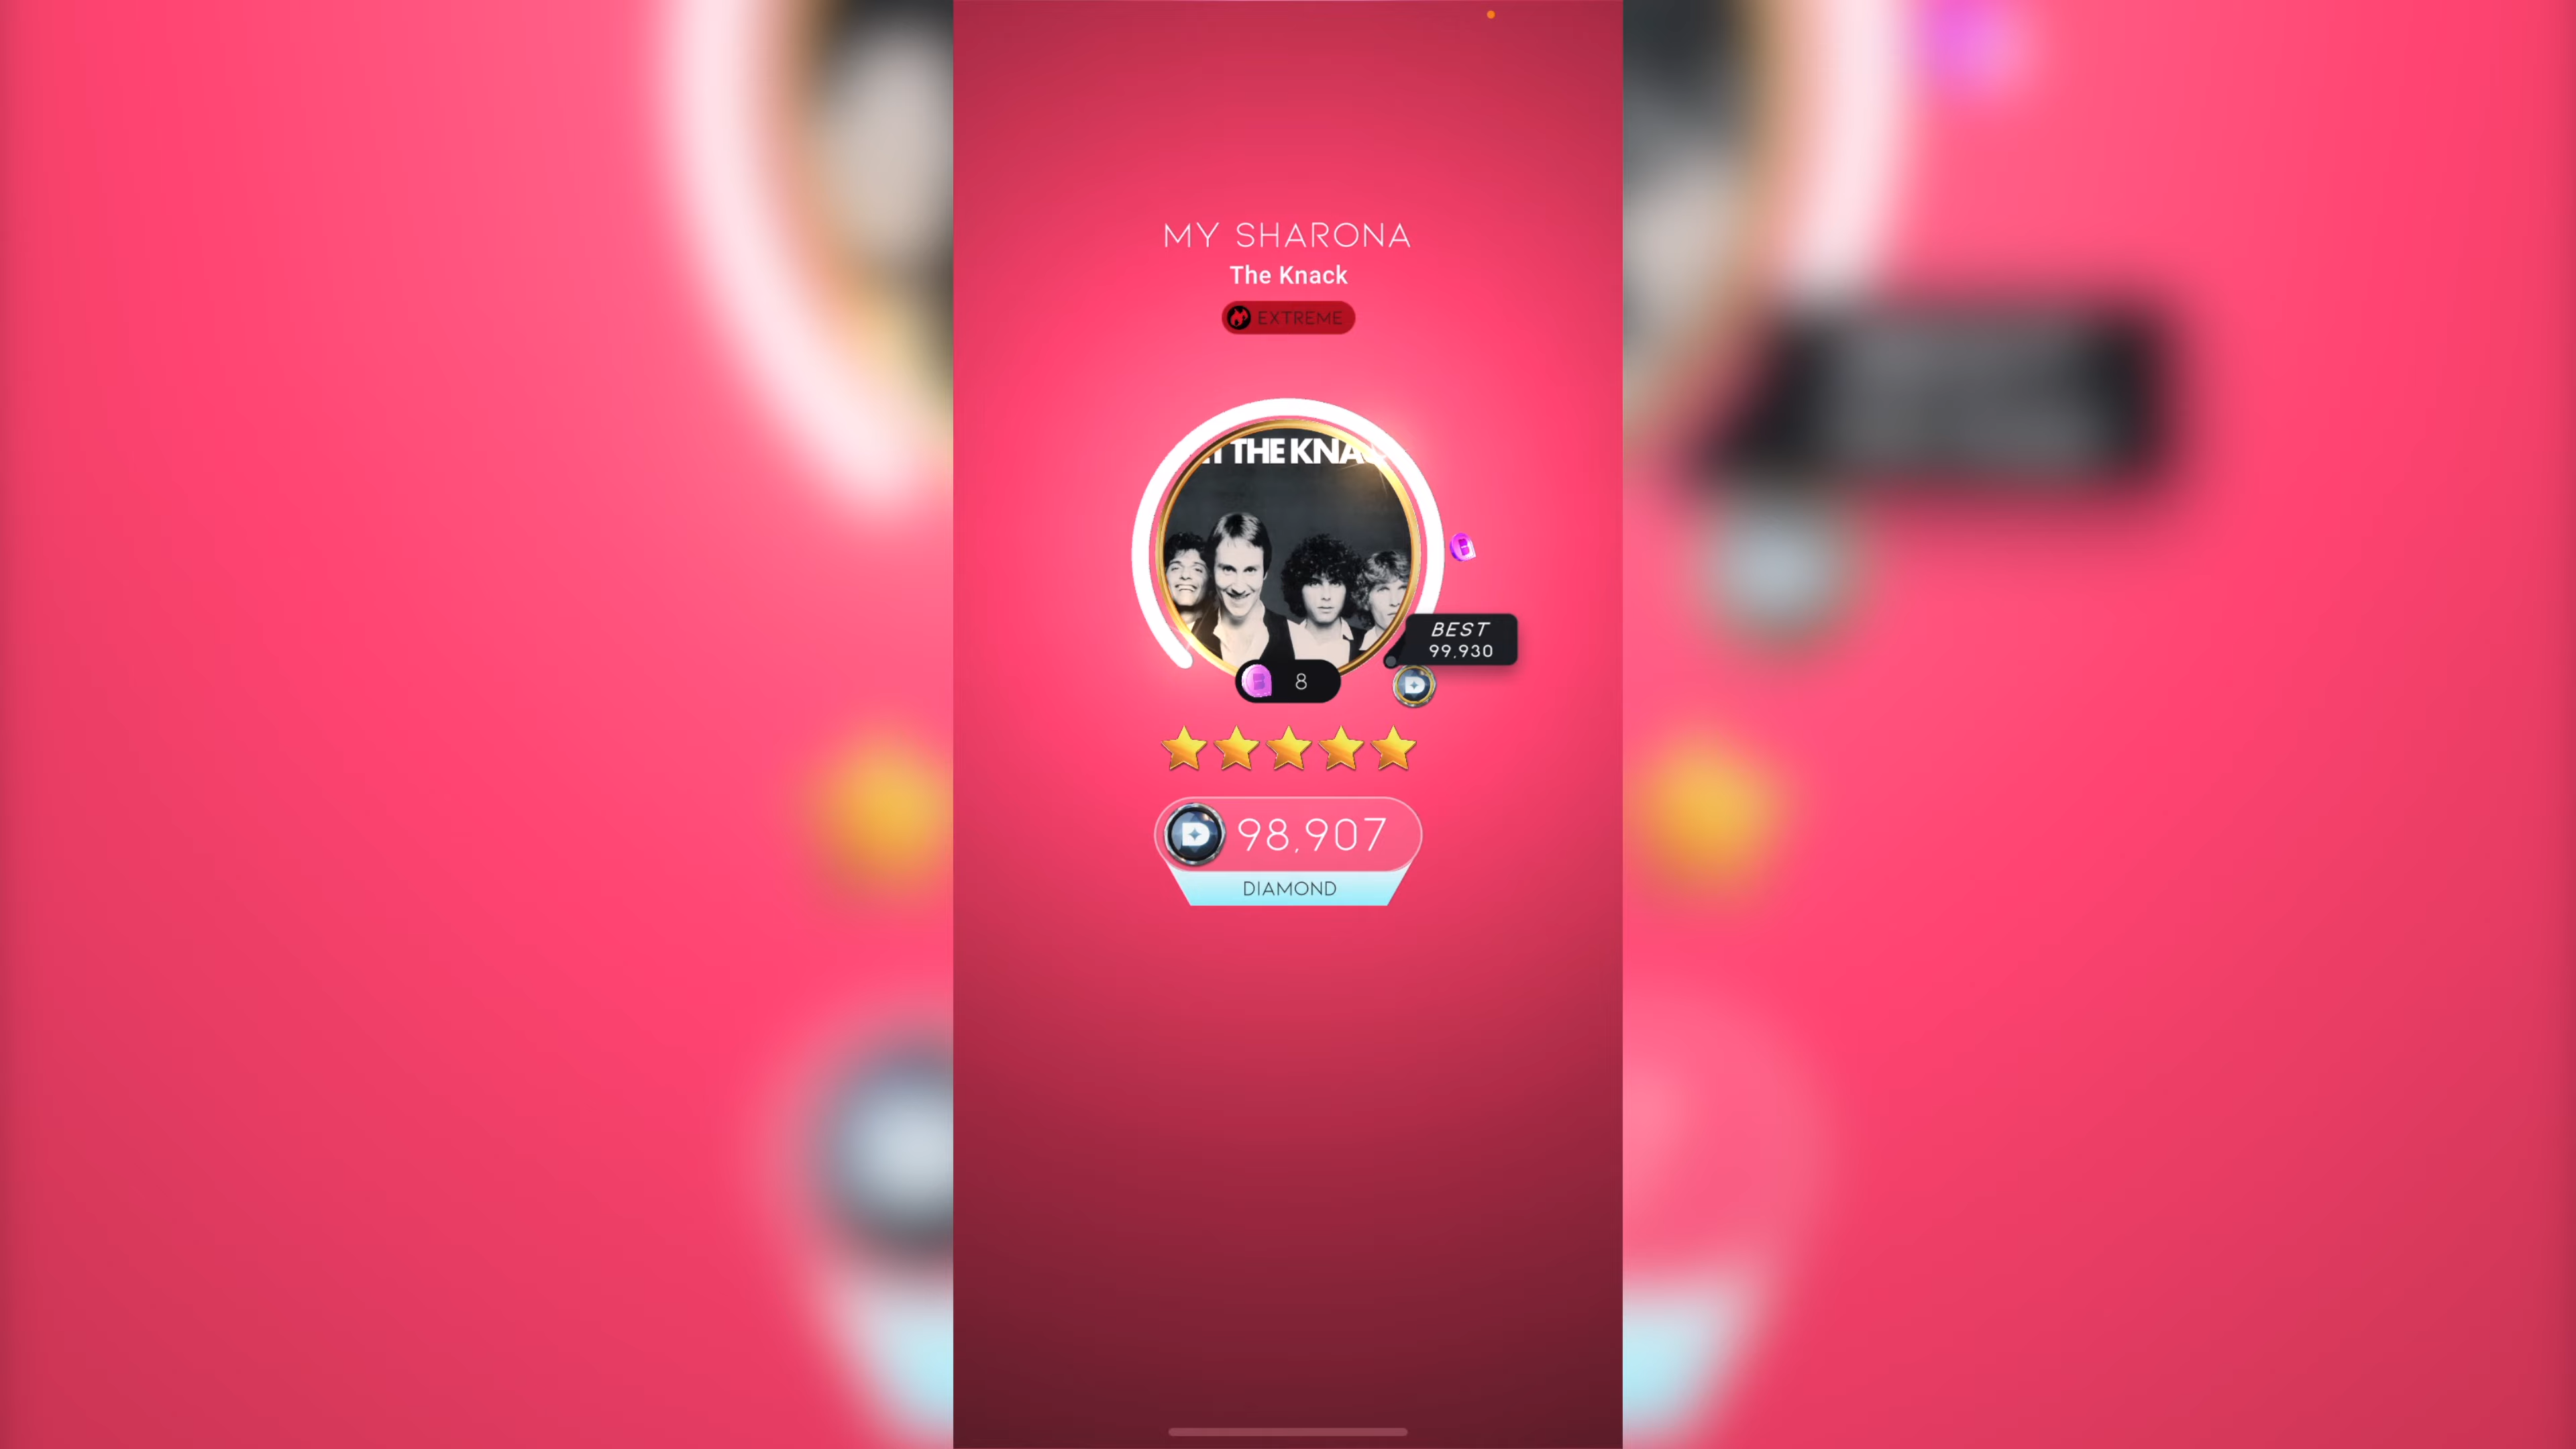 MY SHARONA
The Knack
EXTREME
T THE KNA
BEST
99,930
8
98,907
DIAMOND